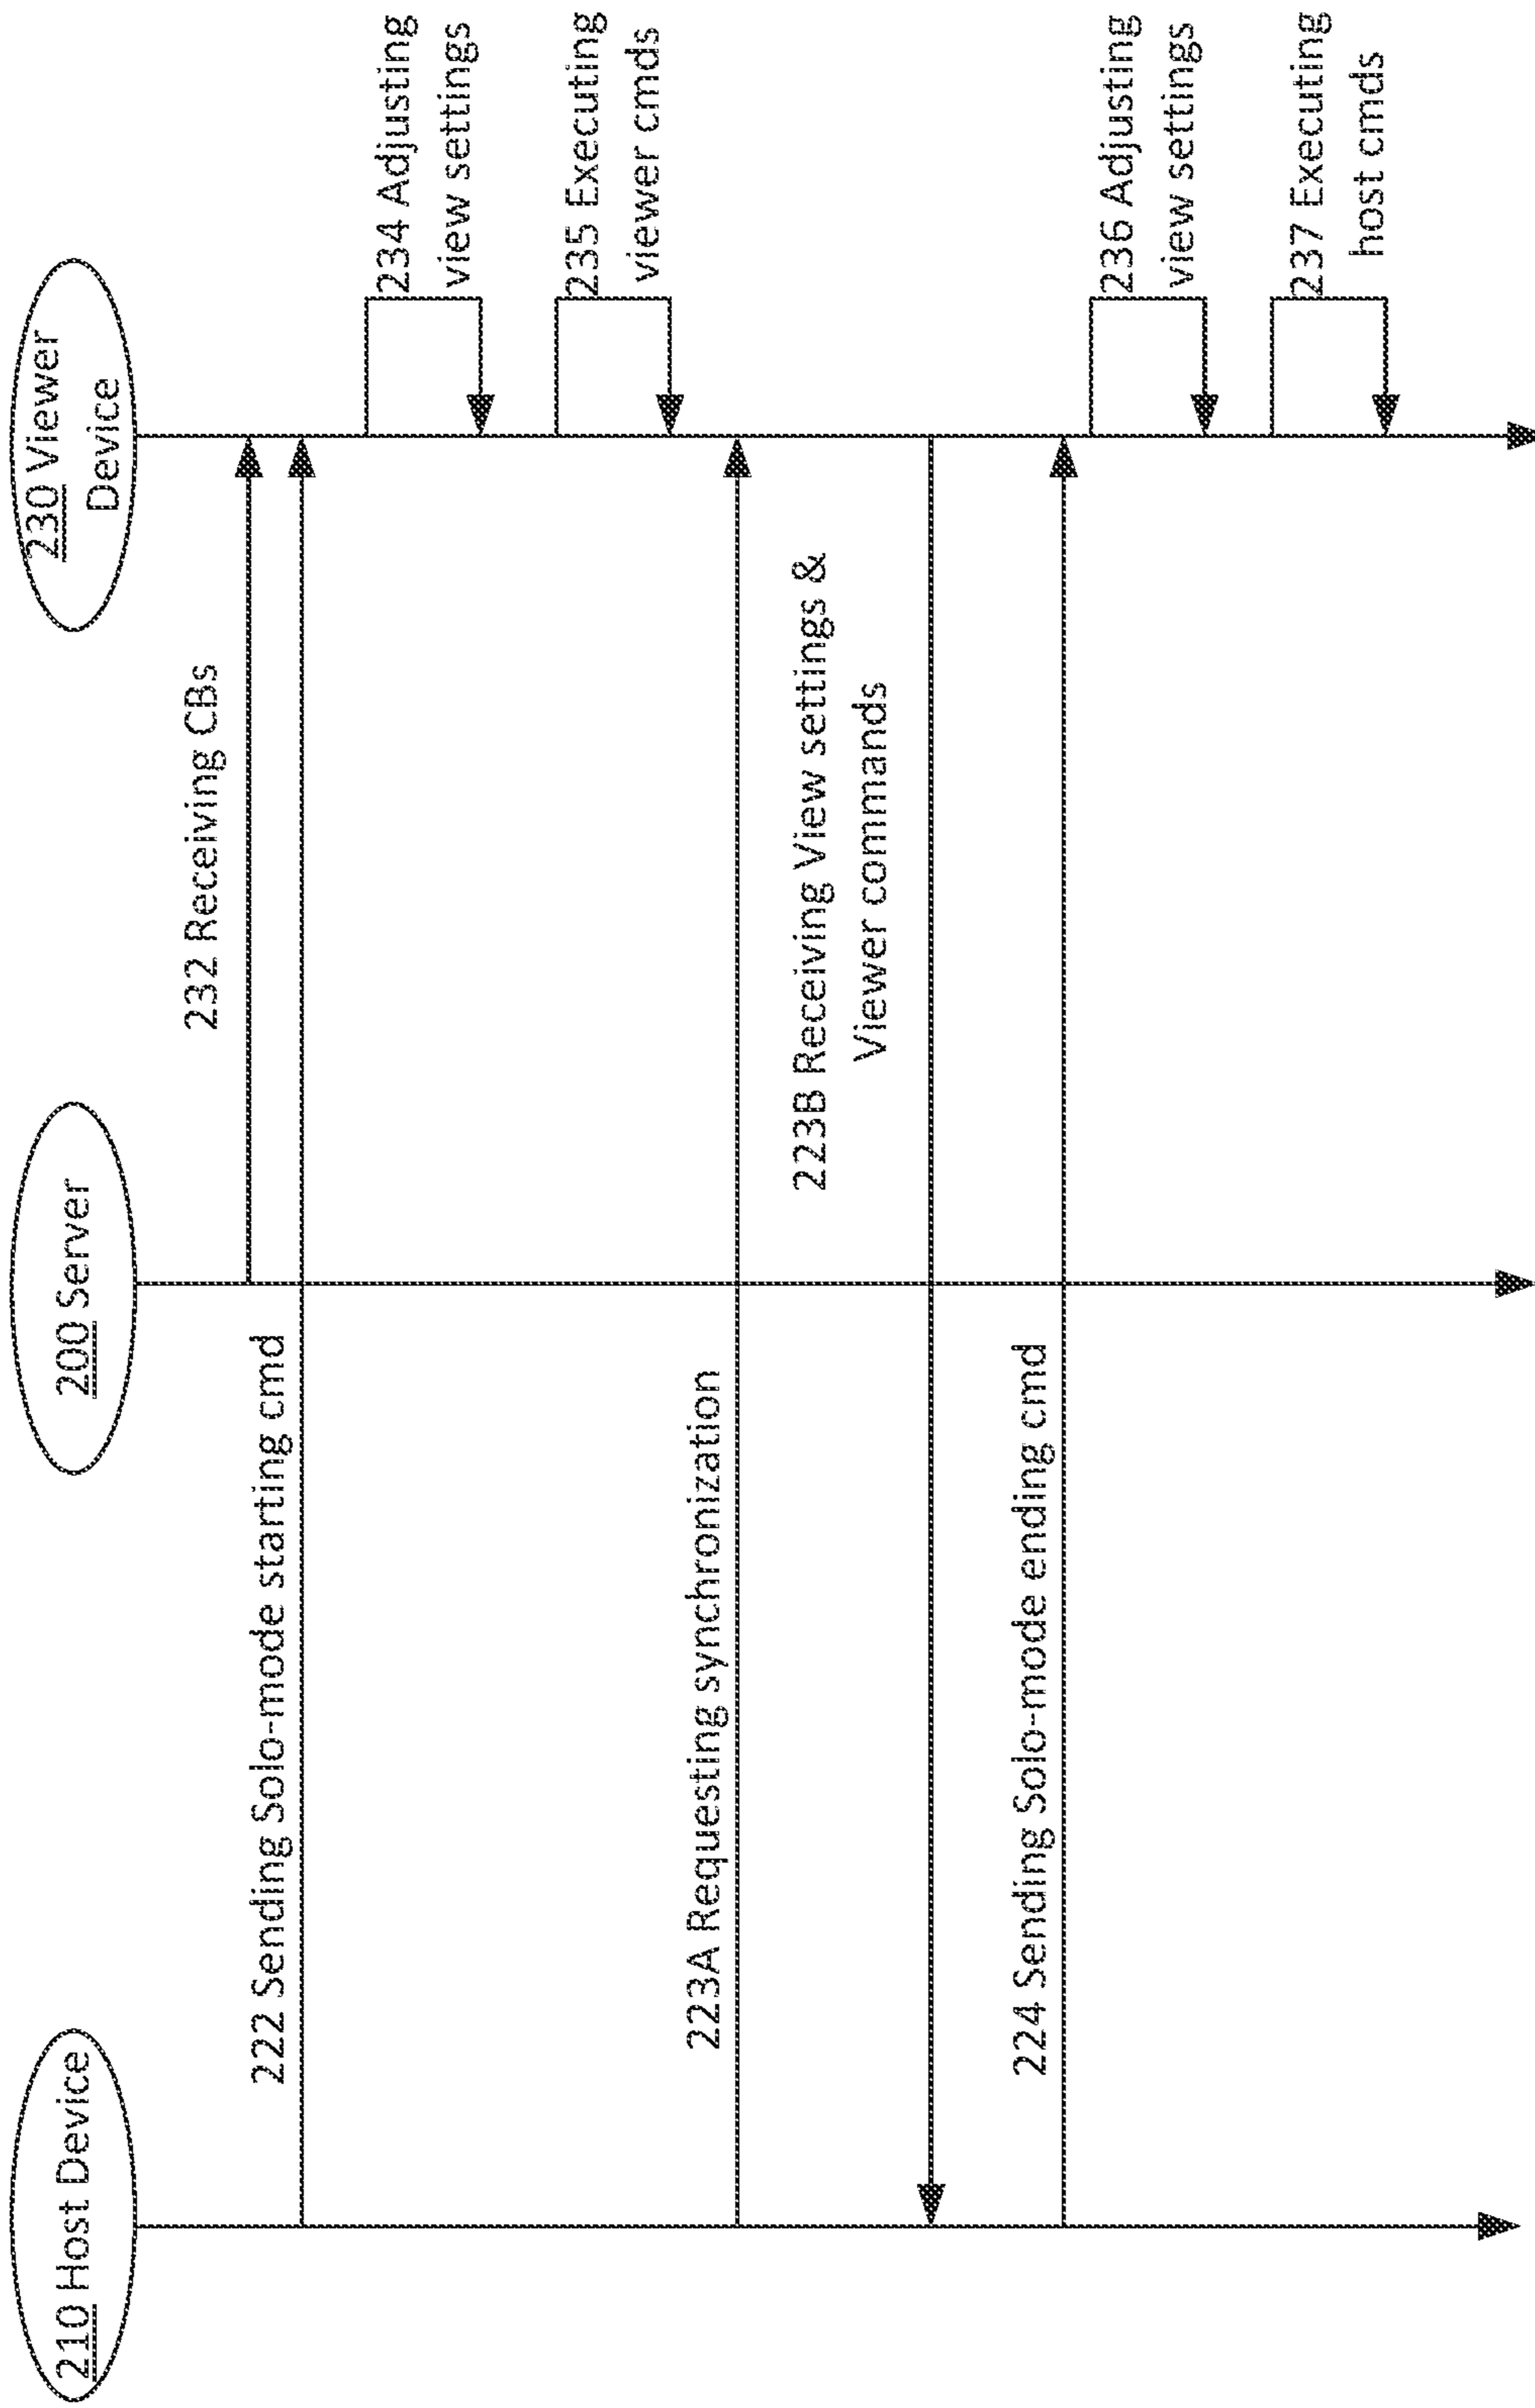 210 Host Device
200 Server
230 Viewer
Device
232 Receiving CBs
222 Sending Solo-mode starting cmd
234 Adjusting
view settings
235 Executing
viewer cmds
223A Requesting synchronization
223B Receiving View settings &
Viewer commands
224 Sending Solo-mode ending cmd
236 Adjusting
view settings
237 Executing
host cmds